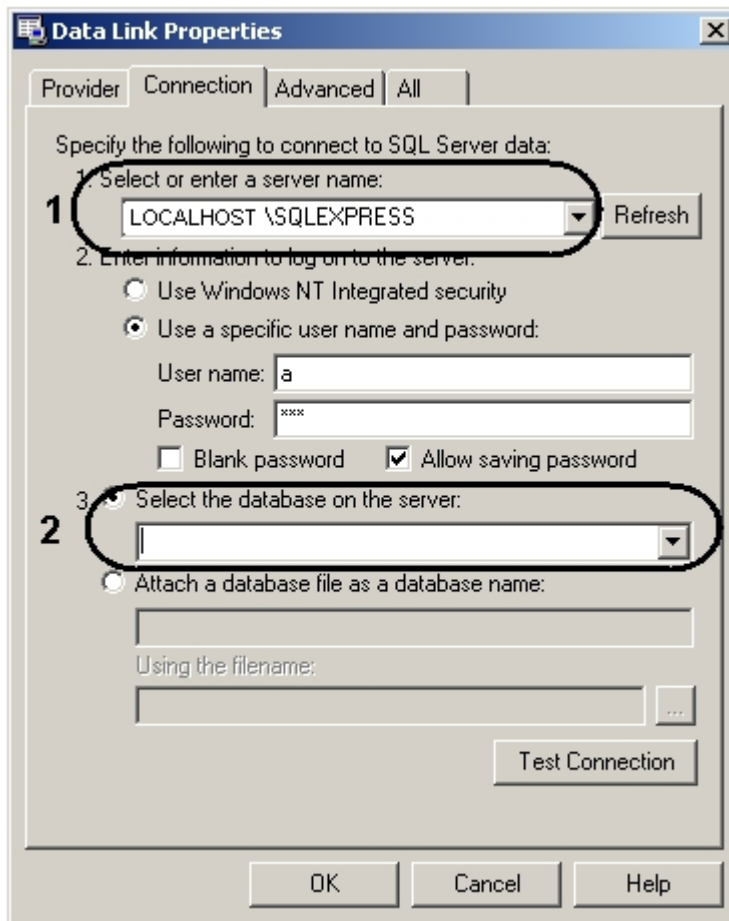 Data Link Properties
Provider Connection Advanced All
Specify the following to connect to SQL Server data:
1. Select or enter a server name:
1
LOCALHOST \SQLEXPRESS Refresh
2. Enter information to log on to the server:
Use Windows NT Integrated security
Use a specific user name and password:
User name: a
Password: ***
Blank password Allow saving password
3. Select the database on the server:
2
Attach a database file as a database name:
Using the filename:
...
Test Connection
OK Cancel Help